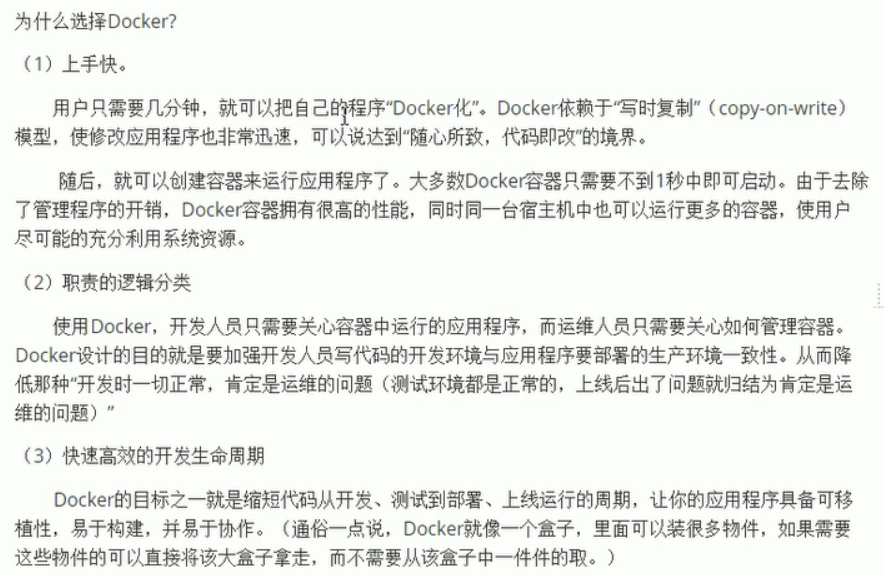 为什么选择Docker?
（1）上手快。
用户只需要几分钟，就可以把自己的程序“Docker化”。Docker依赖于“写时复制”（copy-on-write）
模型，使修改应用程序也非常迅速，可以说达到“随心所致，代码即改”的境界。
随后，就可以创建容器来运行应用程序了。大多数Docker容器只需要不到1秒中即可启动。由于去除
了管理程序的开销，Docker容器拥有很高的性能，同时同一台宿主机中也可以运行更多的容器，使用户
尽可能的充分利用系统资源。
（2）职责的逻辑分类
使用Docker，开发人员只需要关心容器中运行的应用程序，而运维人员只需要关心如何管理容器。
Docker设计的目的就是要加强开发人员写代码的开发环境与应用程序要部署的生产环境一致性。从而降
低那种“开发时一切正常，肯定是运维的问题（测试环境都是正常的，上线后出了问题就归结为肯定是运
维的问题）”
（3）快速高效的开发生命周期
Docker的目标之一就是缩短代码从开发、测试到部署、上线运行的周期，让你的应用程序具备可移
植性，易于构建，并易于协作。（通俗一点说，Docker就像一个盒子，里面可以装很多物件，如果需要
这些物件的可以直接将该大盒子拿走，而不需要从该盒子中一件件的取。）